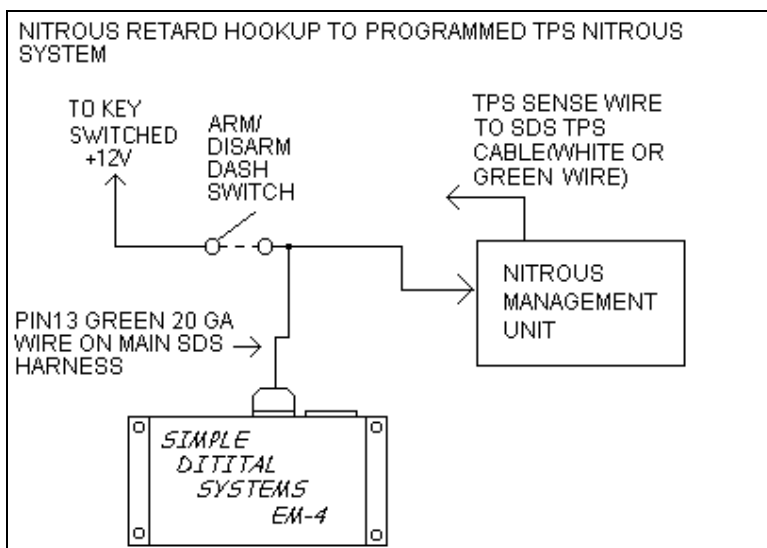 NITROUS RETARD HOOKUP TO PROGRAMMED TPS NITROUS
SYSTEM
TO KEY
SWITCHED
+12V
ARM/
DISARM
DASH
SWITCH
TPS SENSE WIRE
TO SDS TPS
CABLE(WHITE OR
GREEN WIRE)
NITROUS
MANAGEMENT
UNIT
PIN13 GREEN 20 GA
WIRE ON MAIN SDS
HARNESS
SIMPLE
DITITAL
SYSTEMS
EM-4